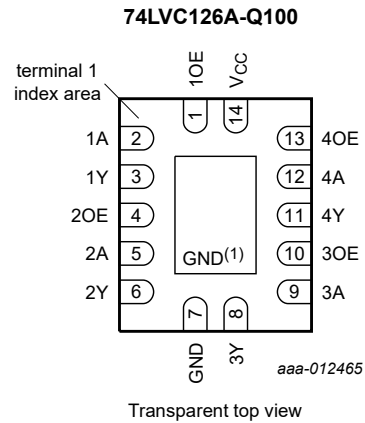 74LVC126A-Q100
terminal 1
index area
1OE
VCC
1
14
1A 2
13 4OE
1Y 3
12 4A
2OE 4
11 4Y
2A 5
GND(1)
10 3OE
2Y 6
9 3A
7
8
GND
3Y
aaa-012465
Transparent top view